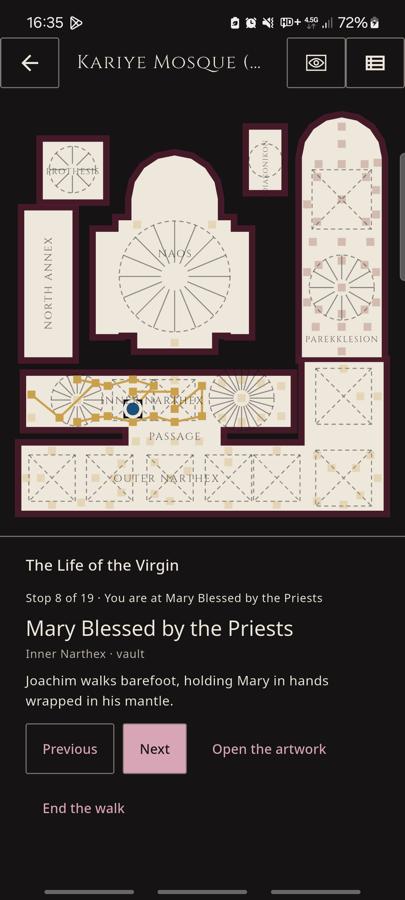 16:35
4.5G
72%
Kariye Mosque (...
PROTHESIS
DIAKONIKON
NAOS
NORTH ANNEX
PAREKKLESION
INNER NARTHEX
PASSAGE
OUTER NARTHEX
The Life of the Virgin
Stop 8 of 19 · You are at Mary Blessed by the Priests
Mary Blessed by the Priests
Inner Narthex · vault
Joachim walks barefoot, holding Mary in hands
wrapped in his mantle.
Previous
Next
Open the artwork
End the walk